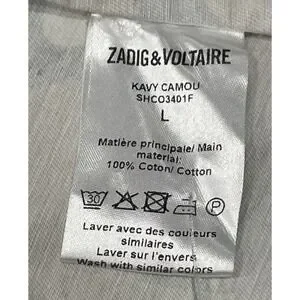 ZADIG&VOLTAIRE
KAVY CAMOU
SHCO3401F
L
Matière principale/ Main
material:
100% Coton/ Cotton
30
P
Laver avec des couleurs
similaires
Laver sur l'envers
Wash with similar colors